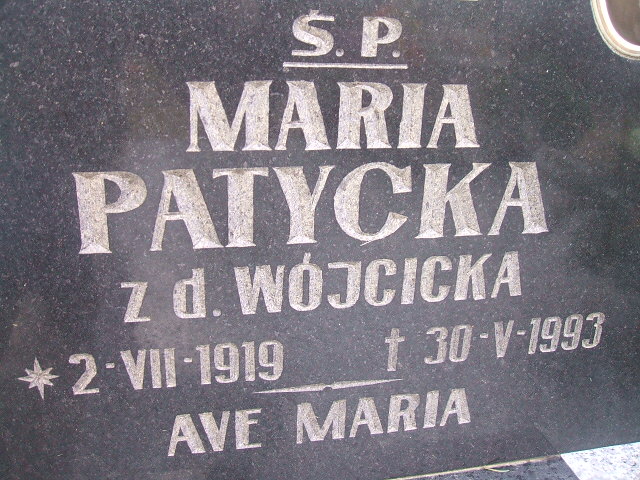 Ś. P.
MARIA
PATYCKA
z d. WÓJCICKA
* 2-VII-1919 † 30-V-1993
AVE MARIA